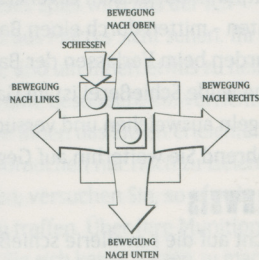 BEWEGUNG
NACH OBEN
SCHIESSEN
BEWEGUNG
NACH LINKS
BEWEGUNG
NACH RECHTS
BEWEGUNG
NACH UNTEN